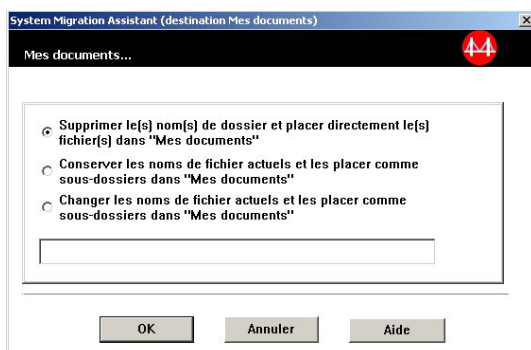 System Migration Assistant (destination Mes documents)
Mes documents...
Supprimer le(s) nom(s) de dossier et placer directement le(s)
fichier(s) dans "Mes documents"
Conserver les noms de fichier actuels et les placer comme
sous-dossiers dans "Mes documents"
Changer les noms de fichier actuels et les placer comme
sous-dossiers dans "Mes documents"
OK
Annuler
Aide